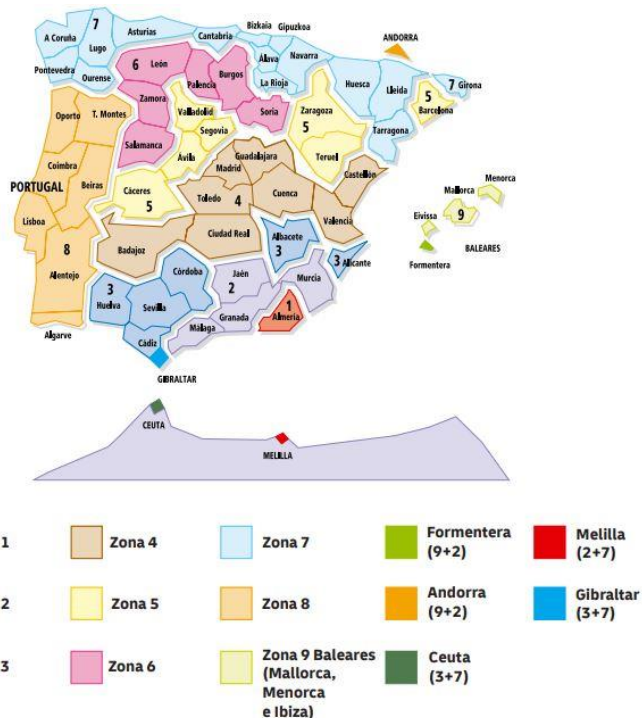 7
A Coruña
Lugo
Asturias
Cantabria
Bizkaia
Gipuzkoa
Álava
Navarra
ANDORRA
Pontevedra
Ourense
6
León
Palencia
Burgos
La Rioja
Huesca
Lleida
7
Girona
5
Barcelona
Zamora
Valladolid
Soria
Zaragoza
5
Tarragona
Oporto
T. Montes
Segovia
Salamanca
Ávila
Teruel
Guadalajara
Madrid
Castellón
Coimbra
PORTUGAL
Beiras
Cáceres
5
Toledo
4
Cuenca
Valencia
Menorca
Mallorca
Eivissa
9
BALEARES
Formentera
Lisboa
8
Badajoz
Ciudad Real
Albacete
3
3
Alicante
Alentejo
Córdoba
Jaén
2
Murcia
3
Huelva
Sevilla
Granada
1
Almería
Algarve
Cádiz
Málaga
GIBRALTAR
CEUTA
MELILLA
1
Zona 4
Zona 7
Formentera
(9+2)
Melilla
(2+7)
2
Zona 5
Zona 8
Andorra
(9+2)
Gibraltar
(3+7)
3
Zona 6
Zona 9 Baleares
(Mallorca,
Menorca
e Ibiza)
Ceuta
(3+7)